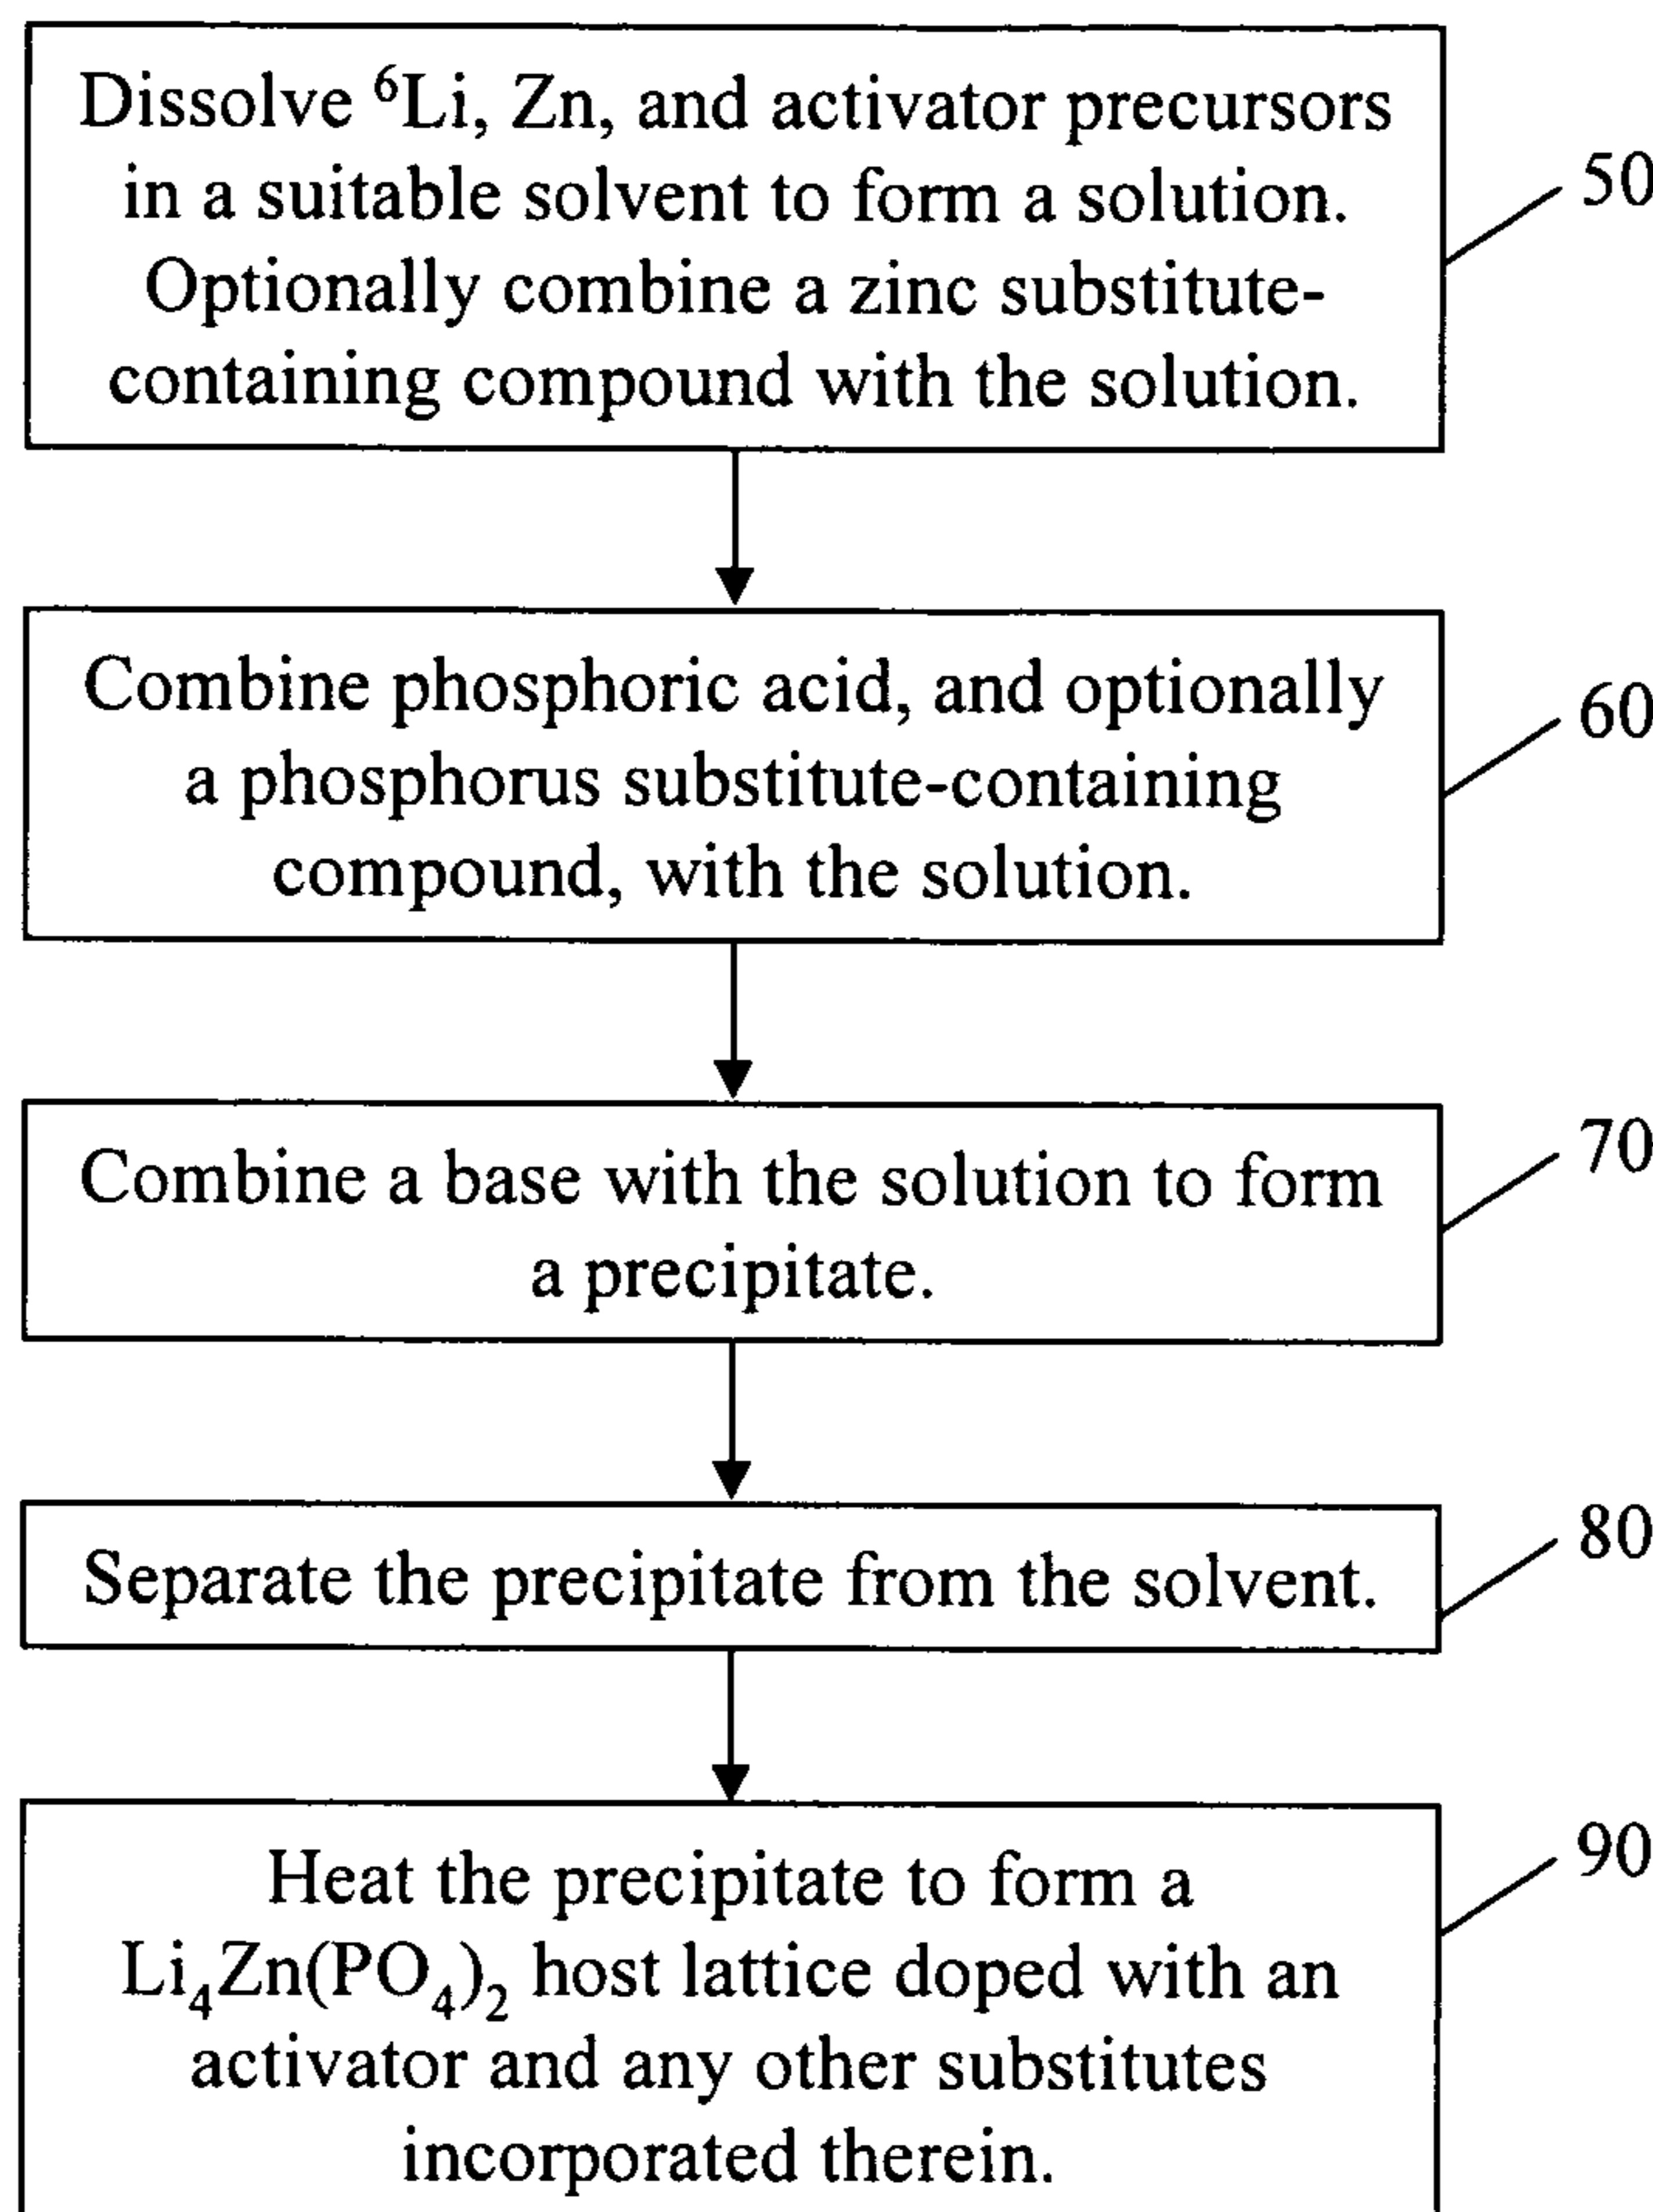 Dissolve ⁶Li, Zn, and activator precursors
in a suitable solvent to form a solution.
Optionally combine a zinc substitute-
containing compound with the solution.
50
Combine phosphoric acid, and optionally
a phosphorus substitute-containing
compound, with the solution.
60
Combine a base with the solution to form
a precipitate.
70
Separate the precipitate from the solvent.
80
Heat the precipitate to form a
Li₄Zn(PO₄)₂ host lattice doped with an
activator and any other substitutes
incorporated therein.
90